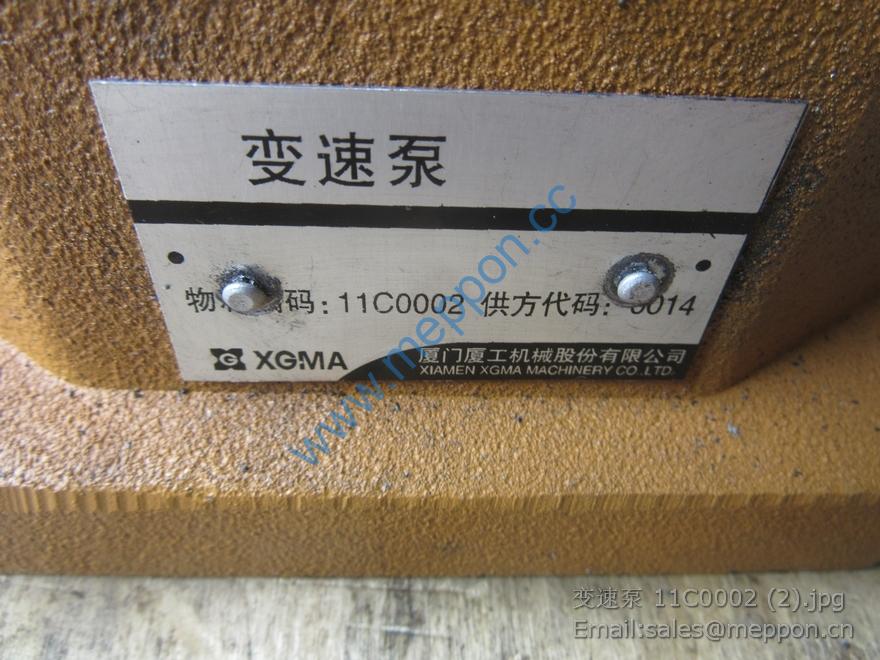 变速泵
物 码: 11C0002 供方代码: 0014
XGMA
厦门厦工机械股份有限公司
XIAMEN XGMA MACHINERY CO.,LTD.
www.meppon.cc
变速泵 11C0002 (2).jpg
Email:sales@meppon.cn